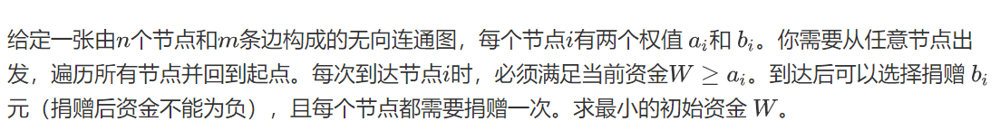 给定一张由n个节点和m条边构成的无向连通图，每个节点i有两个权值 a_i和 b_i。你需要从任意节点出
发，遍历所有节点并回到起点。每次到达节点i时，必须满足当前资金W ≥ a_i。到达后可以选择捐赠 b_i
元（捐赠后资金不能为负），且每个节点都需要捐赠一次。求最小的初始资金 W。